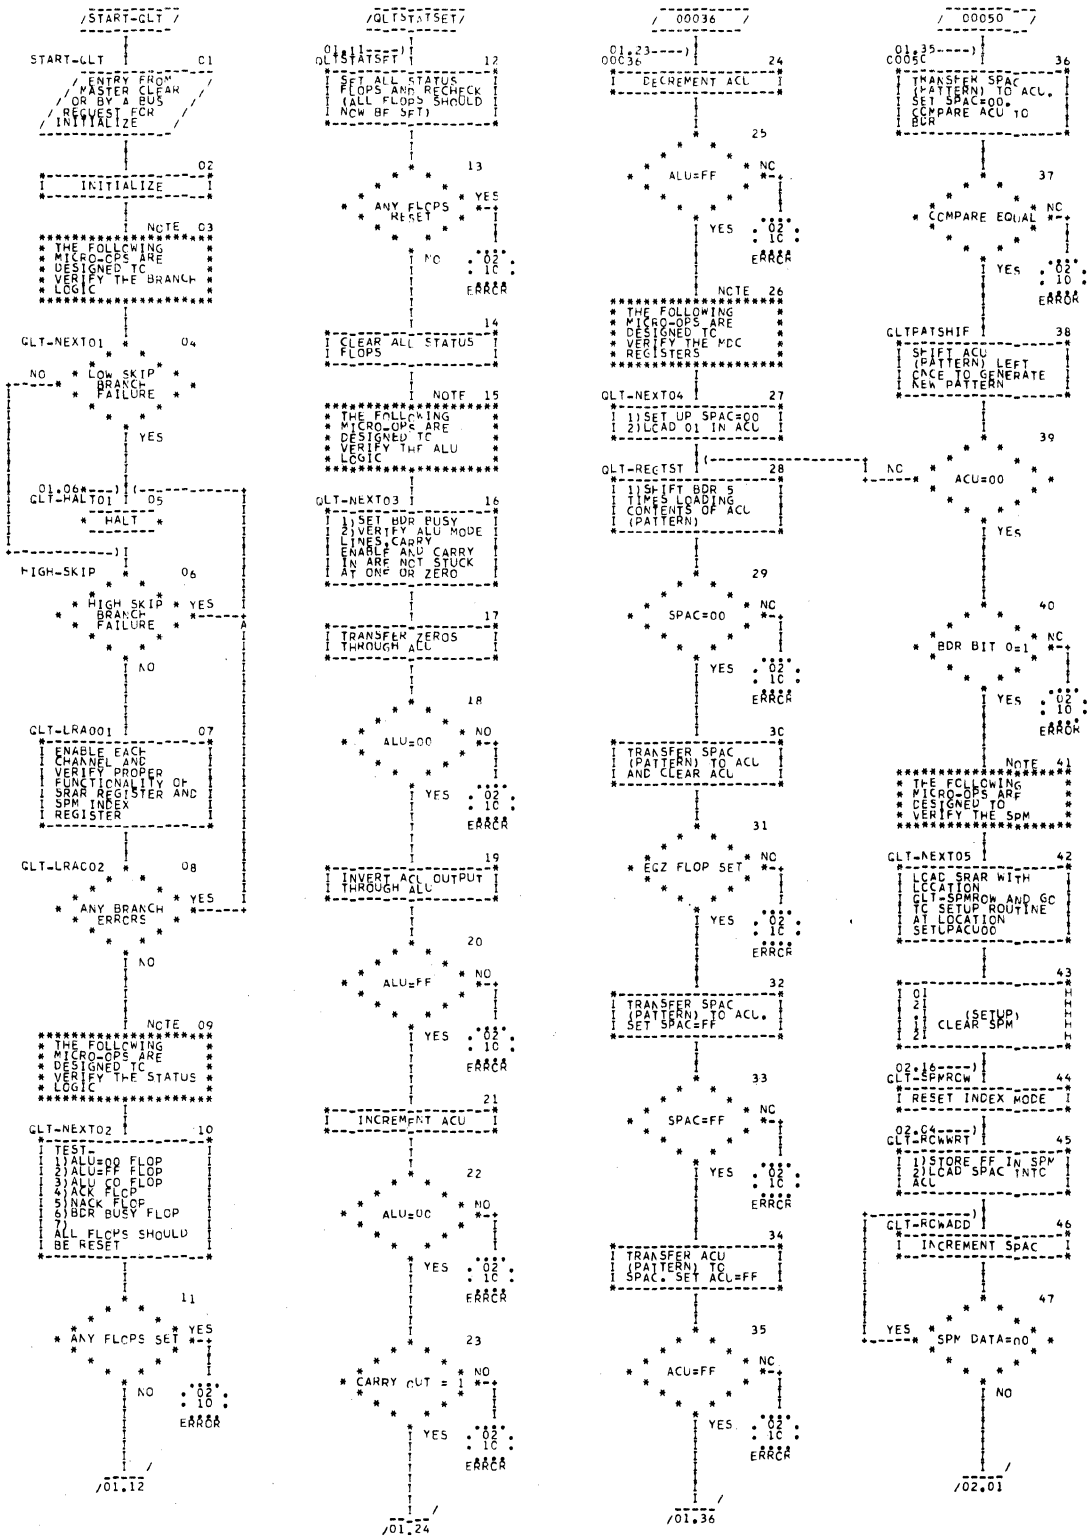 /START-QLT /
START-QLT
01
ENTRY FROM
MASTER CLEAR
OR BY A BUS
REQUEST FOR
INITIALIZE
02
INITIALIZE
NOTE 03
THE FOLLOWING
MICRO-OPS ARE
DESIGNED TO
VERIFY THE BRANCH
LOGIC
QLT-NEXT01 04
LOW SKIP
BRANCH
FAILURE
NO
YES
01.06----)
QLT-HALT01 05
HALT
HIGH-SKIP 06
HIGH SKIP
BRANCH
FAILURE
YES
NO
QLT-LRA001 07
ENABLE EACH
CHANNEL AND
VERIFY PROPER
FUNCTIONALITY OF
SRAR REGISTER AND
SPM INDEX
REGISTER
QLT-LRAC02 08
ANY BRANCH
ERRORS
YES
NO
NOTE 09
THE FOLLOWING
MICRO-OPS ARE
DESIGNED TO
VERIFY THE STATUS
LOGIC
QLT-NEXT02 10
TEST-
1)ALU=00 FLOP
2)ALU=FF FLOP
3)ALU CO FLOP
4)ACK FLOP
5)NACK FLOP
6)BDR BUSY FLOP
7)
ALL FLOPS SHOULD
BE RESET
11
ANY FLOPS SET
YES
NO
02
10
ERROR
/01.12
/QLTSTATSET/
01.11----)
QLTSTATSET 12
SET ALL STATUS
FLOPS AND RECHECK
(ALL FLOPS SHOULD
NOW BE SET)
13
ANY FLOPS
RESET
YES
NO
02
10
ERROR
14
CLEAR ALL STATUS
FLOPS
NOTE 15
THE FOLLOWING
MICRO-OPS ARE
DESIGNED TO
VERIFY THE ALU
LOGIC
QLT-NEXT03 16
1)SET BDR BUSY
2)VERIFY ALU MODE
LINES,CARRY
ENABLE AND CARRY
IN ARE NOT STUCK
AT ONE OR ZERO
17
TRANSFER ZEROS
THROUGH ACU
18
ALU=00
NO
YES
02
10
ERROR
19
INVERT ACU OUTPUT
THROUGH ALU
20
ALU=FF
NO
YES
02
10
ERROR
21
INCREMENT ACU
22
ALU=00
NO
YES
02
10
ERROR
23
CARRY OUT = 1
NO
YES
02
10
ERROR
/01.24
/ 00036 /
01.23----)
00036 24
DECREMENT ACU
25
ALU=FF
NO
YES
02
10
ERROR
NOTE 26
THE FOLLOWING
MICRO-OPS ARE
DESIGNED TO
VERIFY THE MDC
REGISTERS
QLT-NEXT04 27
1)SET UP SPAC=00
2)LOAD 01 IN ACU
QLT-REGTST 28
1)SHIFT BDR 5
TIMES LOADING
CONTENTS OF ACU
(PATTERN)
29
SPAC=00
NO
YES
02
10
ERROR
30
TRANSFER SPAC
(PATTERN) TO ACU
AND CLEAR ACU
31
EQZ FLOP SET
NO
YES
02
10
ERROR
32
TRANSFER SPAC
(PATTERN) TO ACU.
SET SPAC=FF
33
SPAC=FF
NO
YES
02
10
ERROR
34
TRANSFER ACU
(PATTERN) TO
SPAC. SET ACU=FF
35
ACU=FF
NO
YES
02
10
ERROR
/01.36
/ 00050 /
01.35----)
00050 36
TRANSFER SPAC
(PATTERN) TO ACU.
SET SPAC=00.
COMPARE ACU TO
BDR
37
COMPARE EQUAL
NO
YES
02
10
ERROR
QLTPATSHIF 38
SHIFT ACU
(PATTERN) LEFT
ONCE TO GENERATE
NEW PATTERN
39
ACU=00
NO
YES
40
BDR BIT 0=1
NO
YES
02
10
ERROR
NOTE 41
THE FOLLOWING
MICRO-OPS ARE
DESIGNED TO
VERIFY THE SPM
QLT-NEXT05 42
LOAD SRAR WITH
LOCATION
QLT-SPMROW AND GO
TO SETUP ROUTINE
AT LOCATION
SETUPACU00
43
(SETUP)
CLEAR SPM
02.16----)
QLT-SPMROW 44
RESET INDEX MODE
02.04----)
QLT-ROWWRT 45
1)STORE FF IN SPM
2)LOAD SPAC INTO
ACU
QLT-ROWADD 46
INCREMENT SPAC
47
SPM DATA=00
YES
NO
/02.01